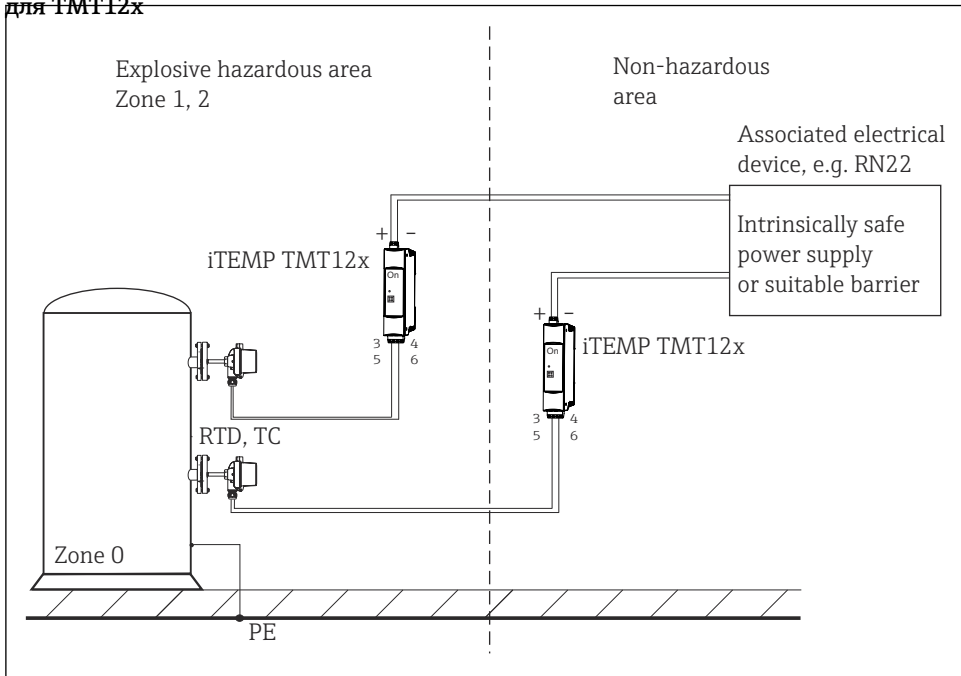 для TMT12x
Explosive hazardous area
Zone 1, 2
Non-hazardous
area
Associated electrical
device, e.g. RN22
Intrinsically safe
power supply
or suitable barrier
+ −
iTEMP TMT12x
On
3 4
5 6
+ −
iTEMP TMT12x
On
3 4
5 6
RTD, TC
Zone 0
PE